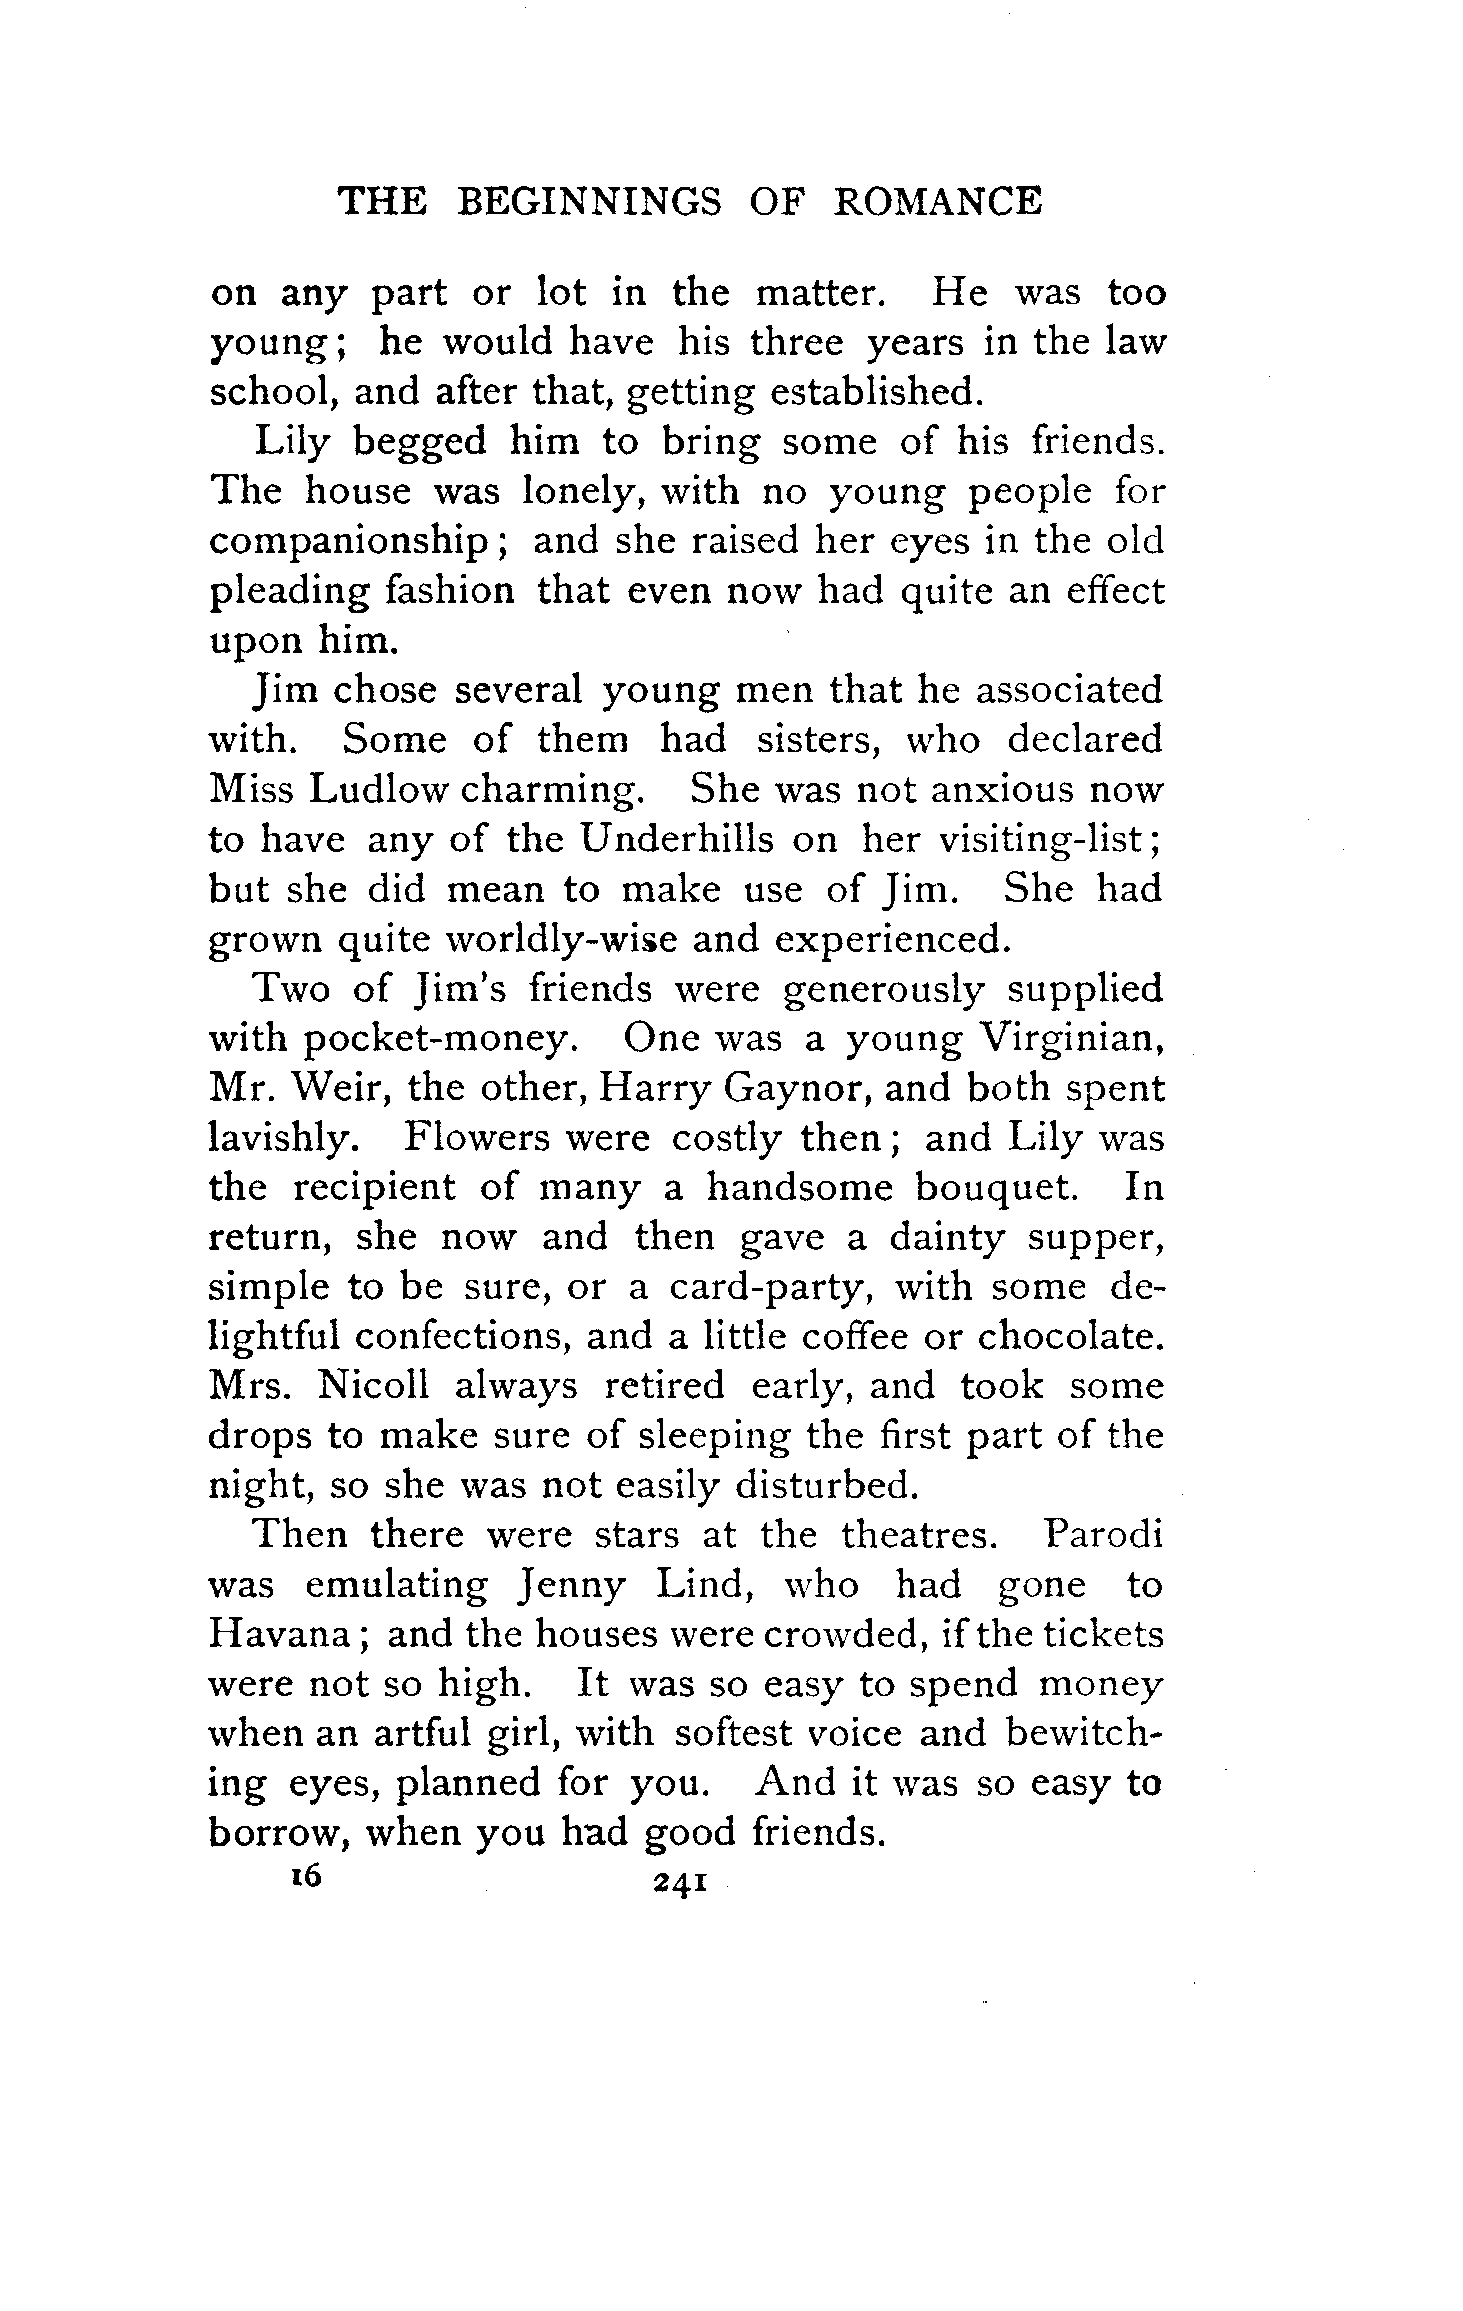 THE BEGINNINGS OF ROMANCE
on any part or lot in the matter. He was too
young; he would have his three years in the law
school, and after that, getting established.
Lily begged him to bring some of his friends.
The house was lonely, with no young people for
companionship; and she raised her eyes in the old
pleading fashion that even now had quite an effect
upon him.
Jim chose several young men that he associated
with. Some of them had sisters, who declared
Miss Ludlow charming. She was not anxious now
to have any of the Underhills on her visiting-list;
but she did mean to make use of Jim. She had
grown quite worldly-wise and experienced.
Two of Jim's friends were generously supplied
with pocket-money. One was a young Virginian,
Mr. Weir, the other, Harry Gaynor, and both spent
lavishly. Flowers were costly then; and Lily was
the recipient of many a handsome bouquet. In
return, she now and then gave a dainty supper,
simple to be sure, or a card-party, with some de-
lightful confections, and a little coffee or chocolate.
Mrs. Nicoll always retired early, and took some
drops to make sure of sleeping the first part of the
night, so she was not easily disturbed.
Then there were stars at the theatres. Parodi
was emulating Jenny Lind, who had gone to
Havana; and the houses were crowded, if the tickets
were not so high. It was so easy to spend money
when an artful girl, with softest voice and bewitch-
ing eyes, planned for you. And it was so easy to
borrow, when you had good friends.
16 241